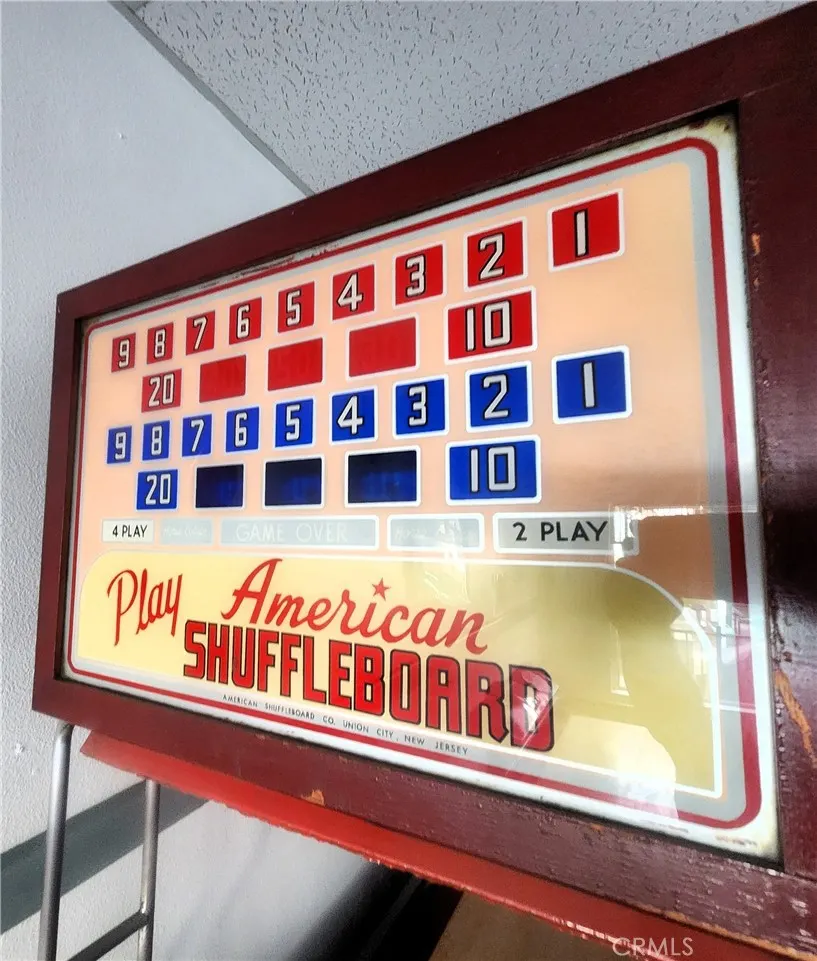 9 8 7 6 5 4 3 2 1
20 10
9 8 7 6 5 4 3 2 1
20 10
4 PLAY GAME OVER 2 PLAY
Play American
SHUFFLEBOARD
AMERICAN SHUFFLEBOARD CO. UNION CITY, NEW JERSEY
CRMLS